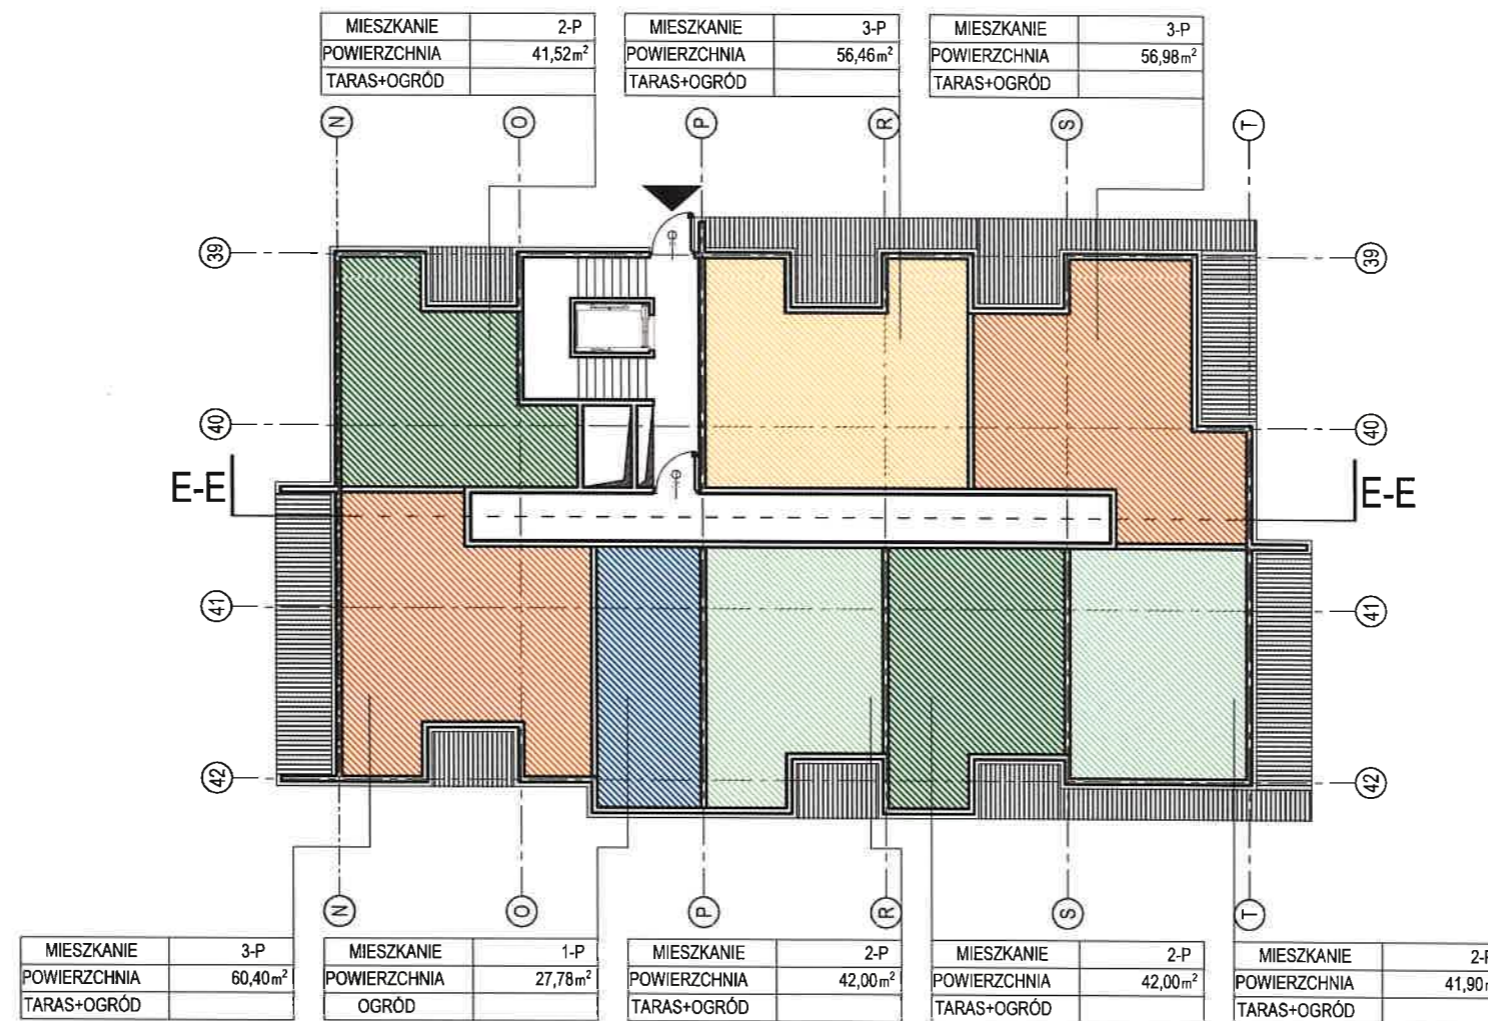 MIESZKANIE 2-P
POWIERZCHNIA 41,52m²
TARAS+OGRÓD
MIESZKANIE 3-P
POWIERZCHNIA 56,46m²
TARAS+OGRÓD
MIESZKANIE 3-P
POWIERZCHNIA 56,98m²
TARAS+OGRÓD
N O P R S T
39 39
40 40
E-E E-E
41 41
42 42
N O P R S T
MIESZKANIE 3-P
POWIERZCHNIA 60,40m²
TARAS+OGRÓD
MIESZKANIE 1-P
POWIERZCHNIA 27,78m²
OGRÓD
MIESZKANIE 2-P
POWIERZCHNIA 42,00m²
TARAS+OGRÓD
MIESZKANIE 2-P
POWIERZCHNIA 42,00m²
TARAS+OGRÓD
MIESZKANIE 2-P
POWIERZCHNIA 41,90m
TARAS+OGRÓD